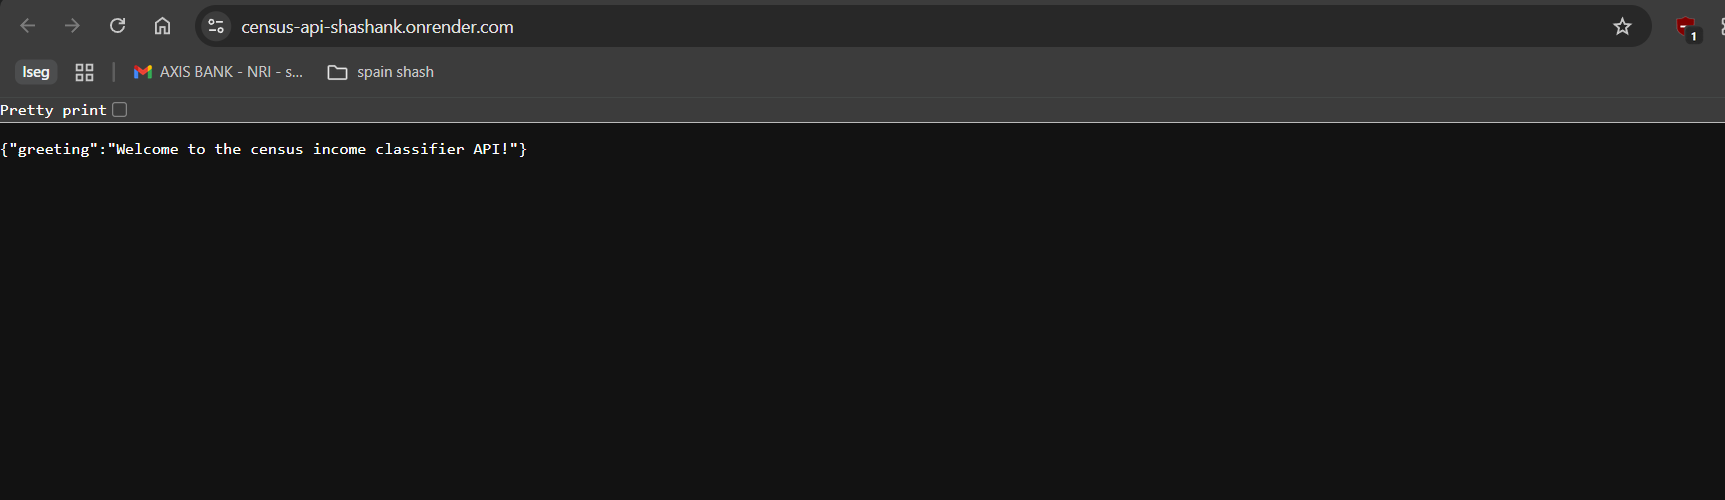 census-api-shashank.onrender.com
1
lseg
AXIS BANK - NRI - s...
spain shash
Pretty print
{"greeting":"Welcome to the census income classifier API!"}